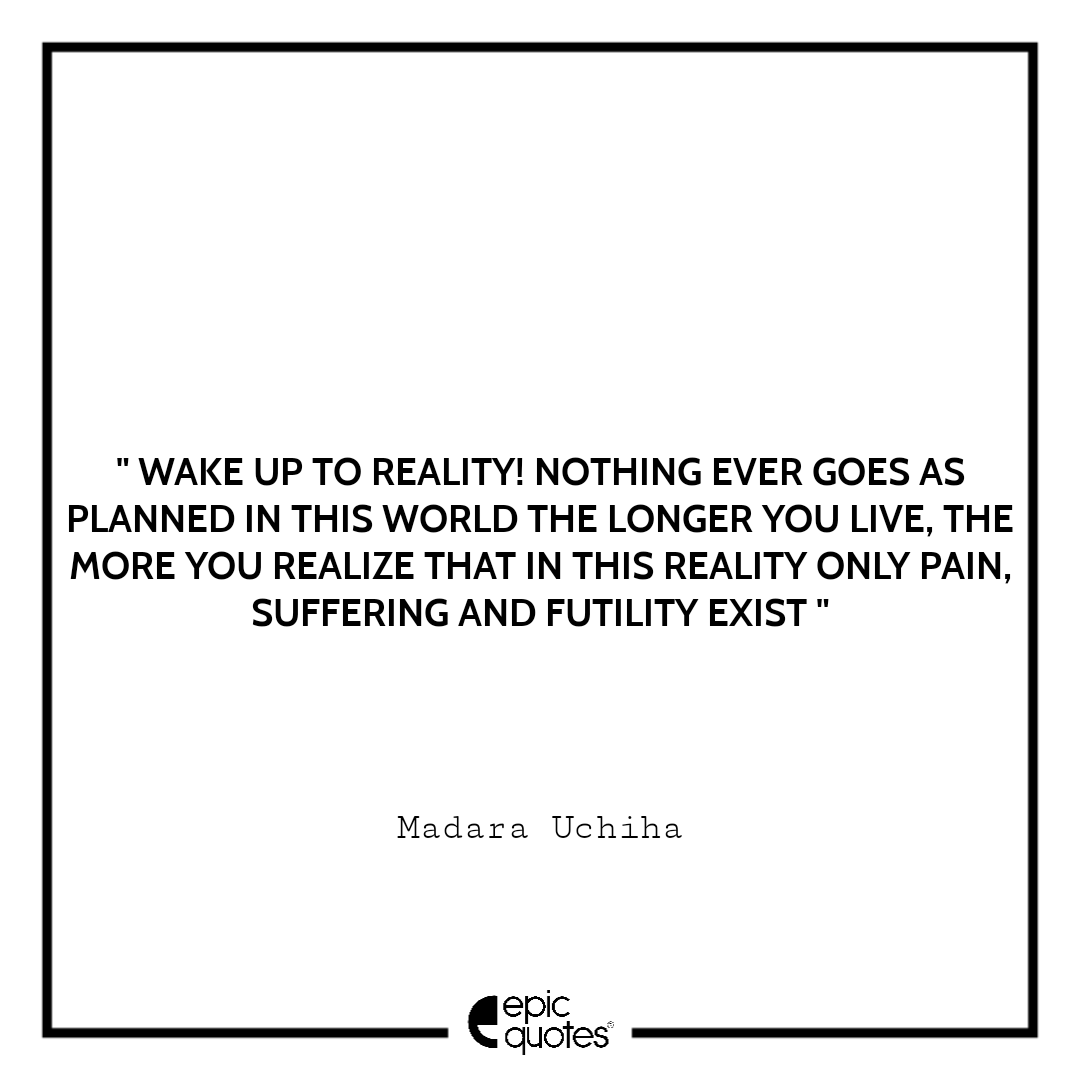 " WAKE UP TO REALITY! NOTHING EVER GOES AS
PLANNED IN THIS WORLD THE LONGER YOU LIVE, THE
MORE YOU REALIZE THAT IN THIS REALITY ONLY PAIN,
SUFFERING AND FUTILITY EXIST "
Madara Uchiha
epic
quotes®